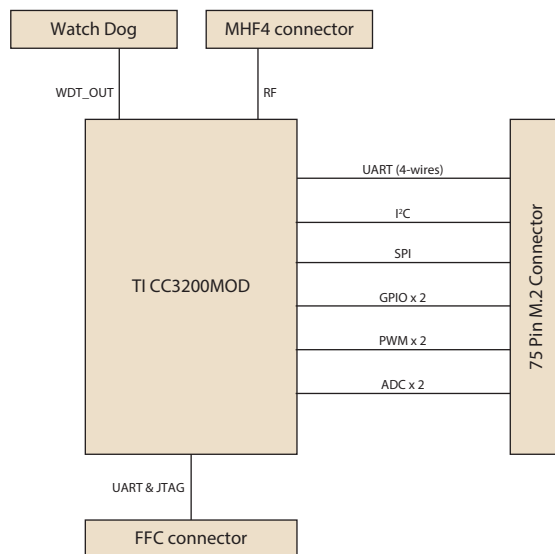 Watch Dog
MHF4 connector
WDT_OUT
RF
UART (4-wires)
I²C
SPI
TI CC3200MOD
GPIO x 2
75 Pin M.2 Connector
PWM x 2
ADC x 2
UART & JTAG
FFC connector